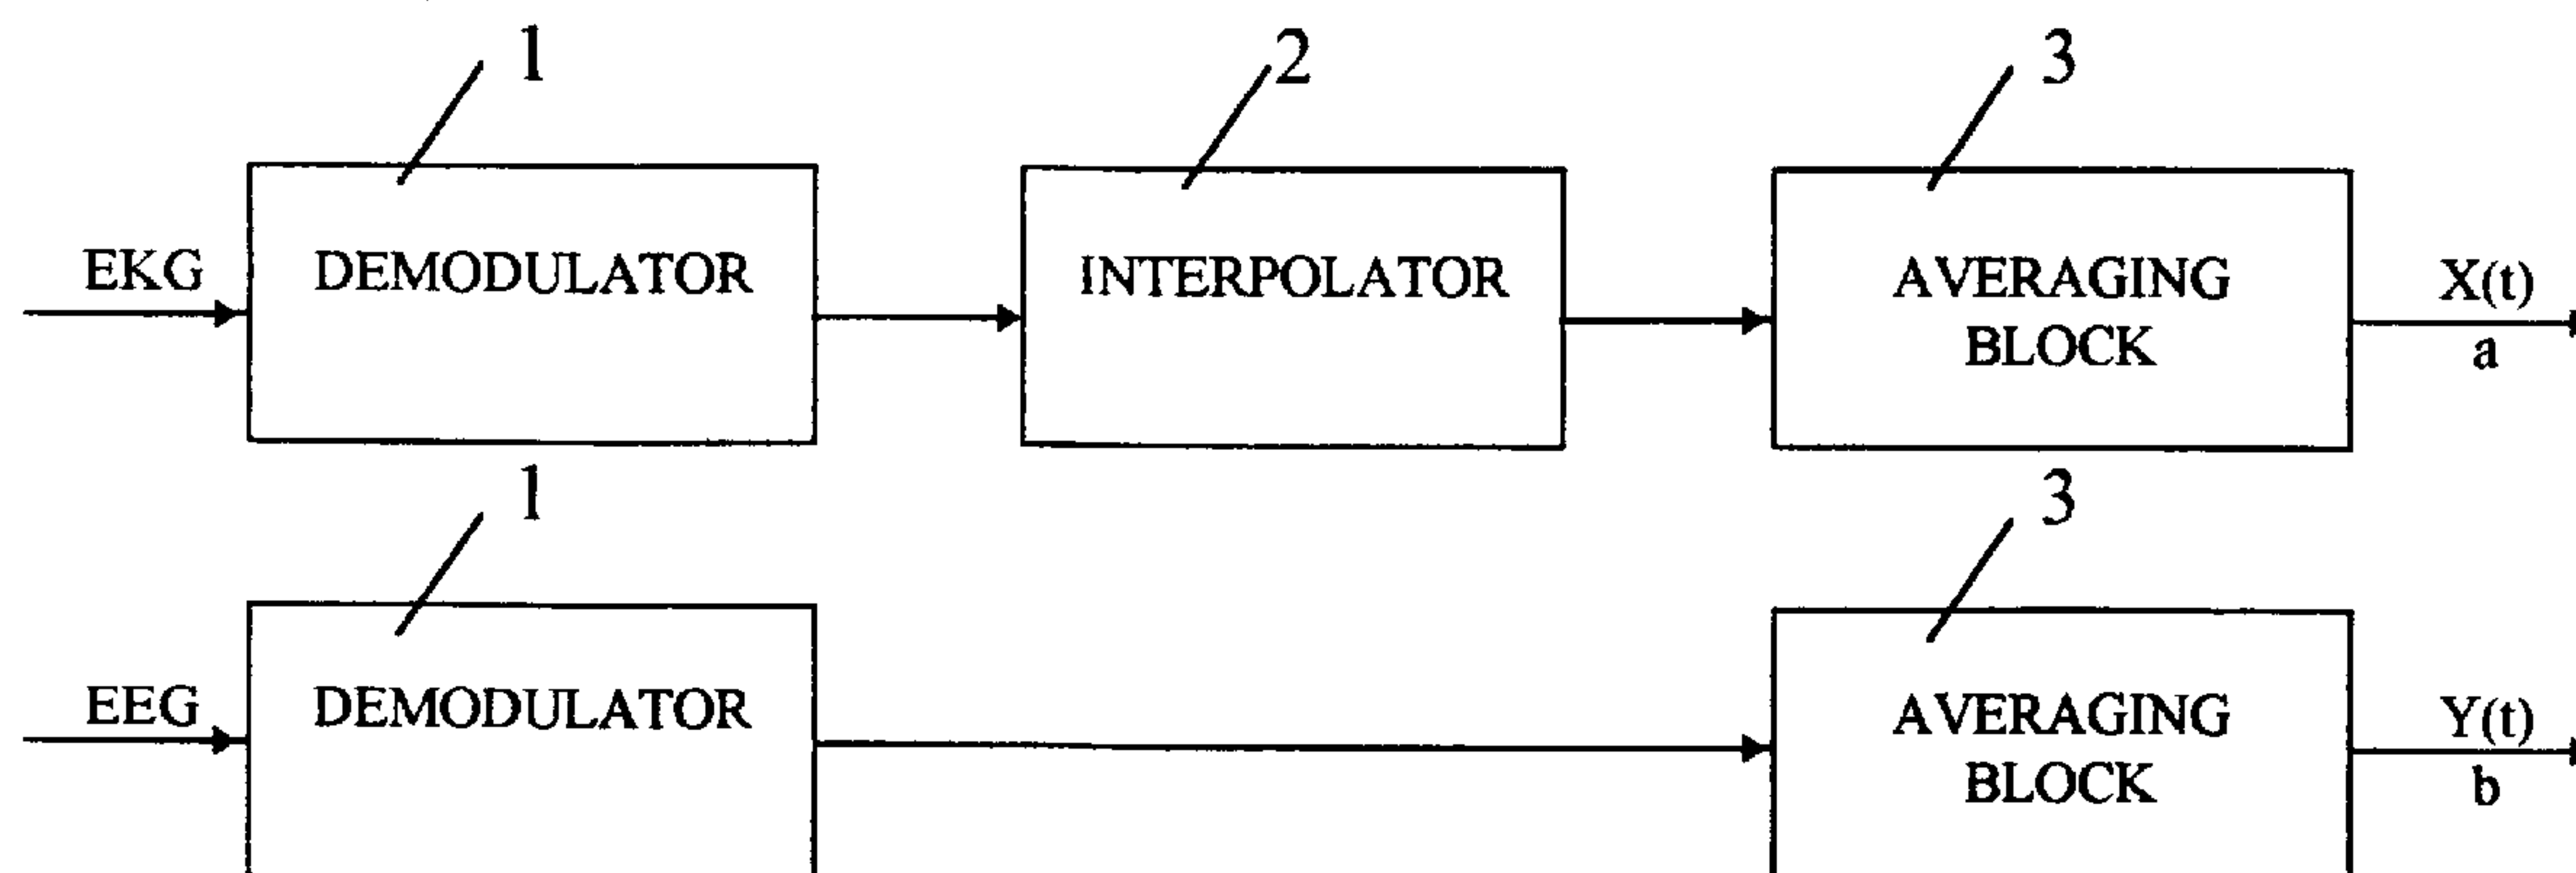 1
2
3
EKG
DEMODULATOR
INTERPOLATOR
AVERAGING
BLOCK
X(t)
a
1
3
EEG
DEMODULATOR
AVERAGING
BLOCK
Y(t)
b